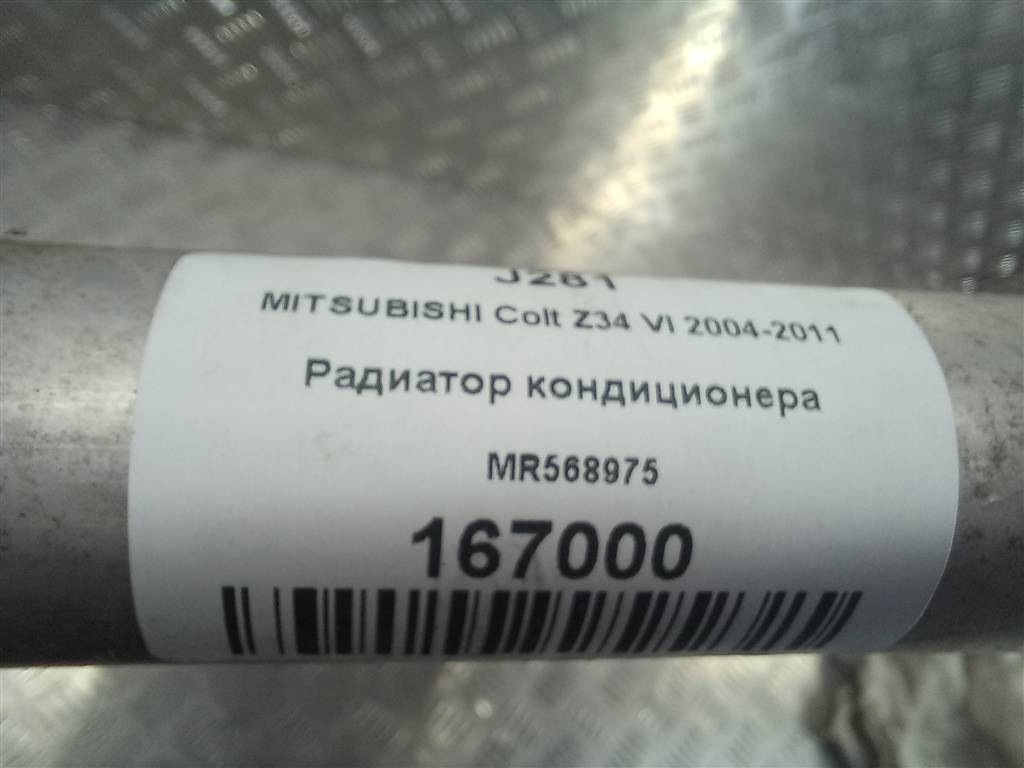 J281
MITSUBISHI Colt Z34 VI 2004-2011
Радиатор кондиционера
MR568975
167000